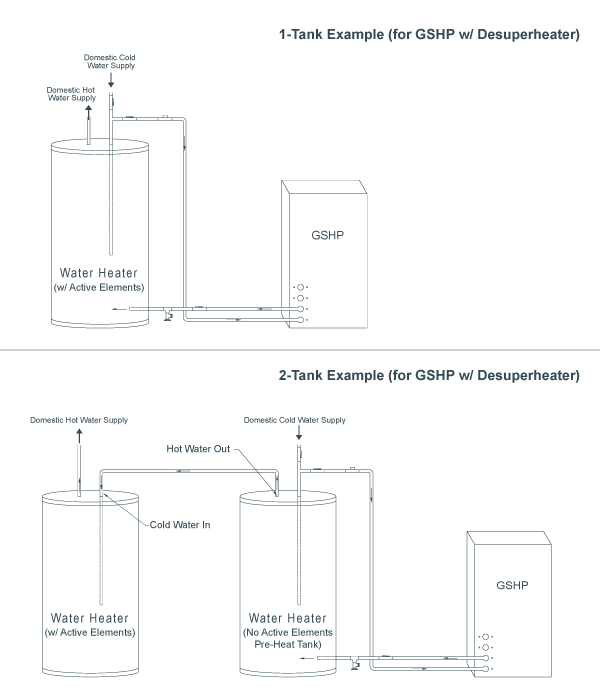 1-Tank Example (for GSHP w/ Desuperheater)
Domestic Cold
Water Supply
Domestic Hot
Water Supply
GSHP
Water Heater
(w/ Active Elements)
2-Tank Example (for GSHP w/ Desuperheater)
Domestic Hot Water Supply
Domestic Cold Water Supply
Hot Water Out
Cold Water In
GSHP
Water Heater
(w/ Active Elements)
Water Heater
(No Active Elements
Pre-Heat Tank)